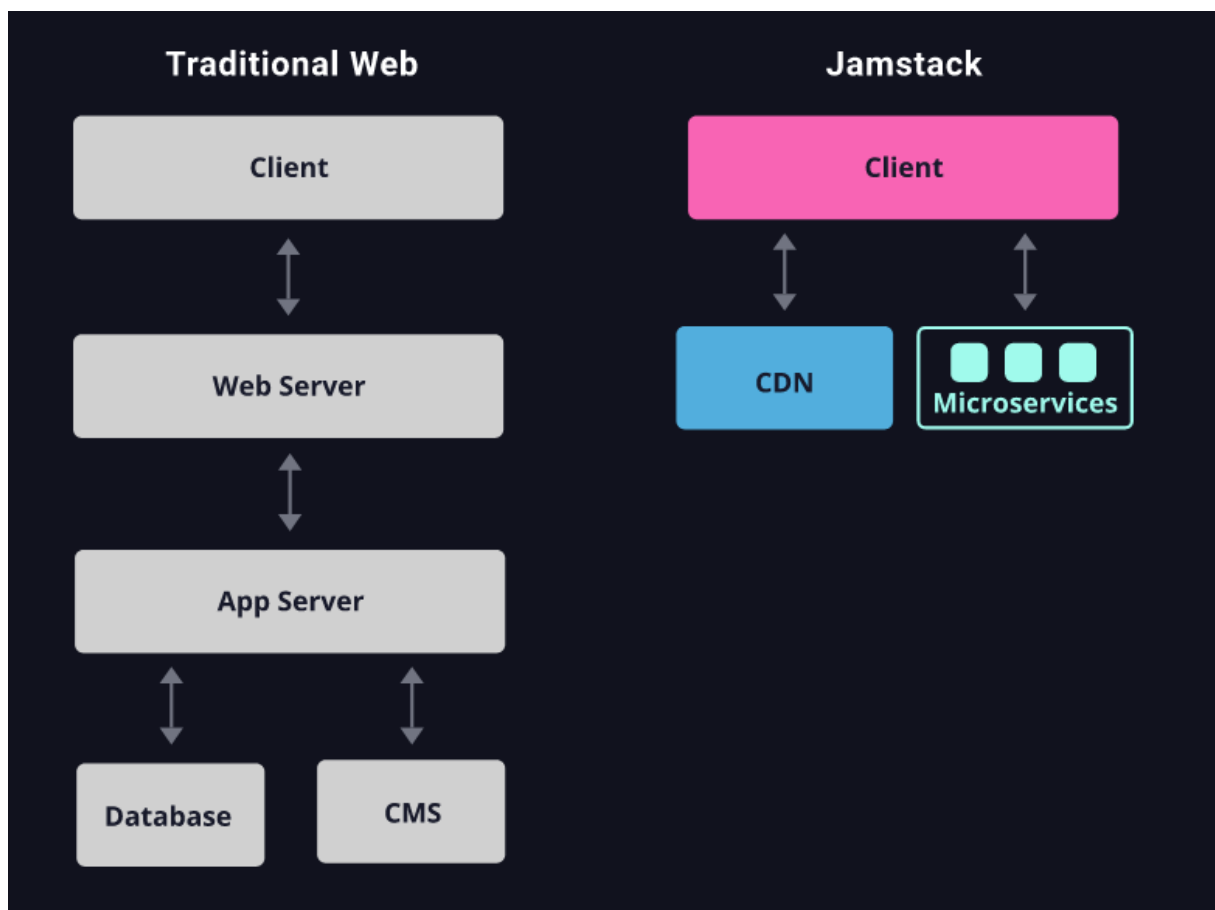 Traditional Web
Client
Web Server
App Server
Database
CMS
Jamstack
Client
CDN
Microservices